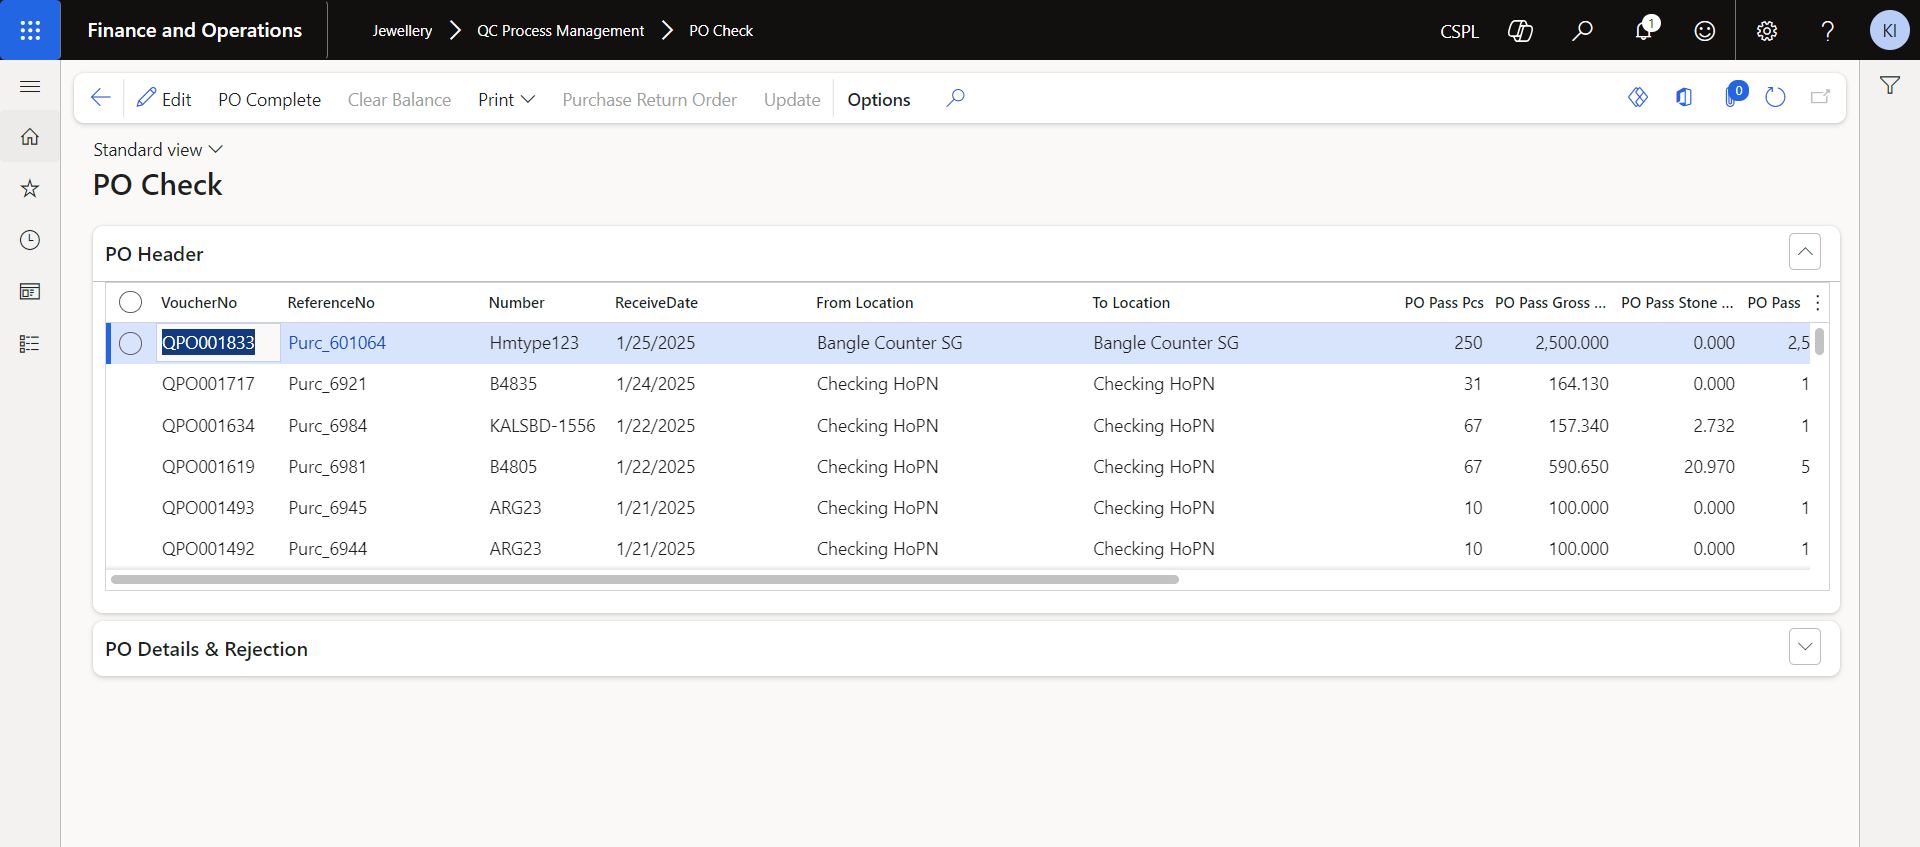 Finance and Operations Jewellery QC Process Management PO Check CSPL 1 ? KI
Edit PO Complete Clear Balance Print Purchase Return Order Update Options 0
Standard view
PO Check
PO Header
VoucherNo ReferenceNo Number ReceiveDate From Location To Location PO Pass Pcs PO Pass Gross ... PO Pass Stone ... PO Pass
QPO001833 Purc_601064 Hmtype123 1/25/2025 Bangle Counter SG Bangle Counter SG 250 2,500.000 0.000 2,5
QPO001717 Purc_6921 B4835 1/24/2025 Checking HoPN Checking HoPN 31 164.130 0.000 1
QPO001634 Purc_6984 KALSBD-1556 1/22/2025 Checking HoPN Checking HoPN 67 157.340 2.732 1
QPO001619 Purc_6981 B4805 1/22/2025 Checking HoPN Checking HoPN 67 590.650 20.970 5
QPO001493 Purc_6945 ARG23 1/21/2025 Checking HoPN Checking HoPN 10 100.000 0.000 1
QPO001492 Purc_6944 ARG23 1/21/2025 Checking HoPN Checking HoPN 10 100.000 0.000 1
PO Details & Rejection